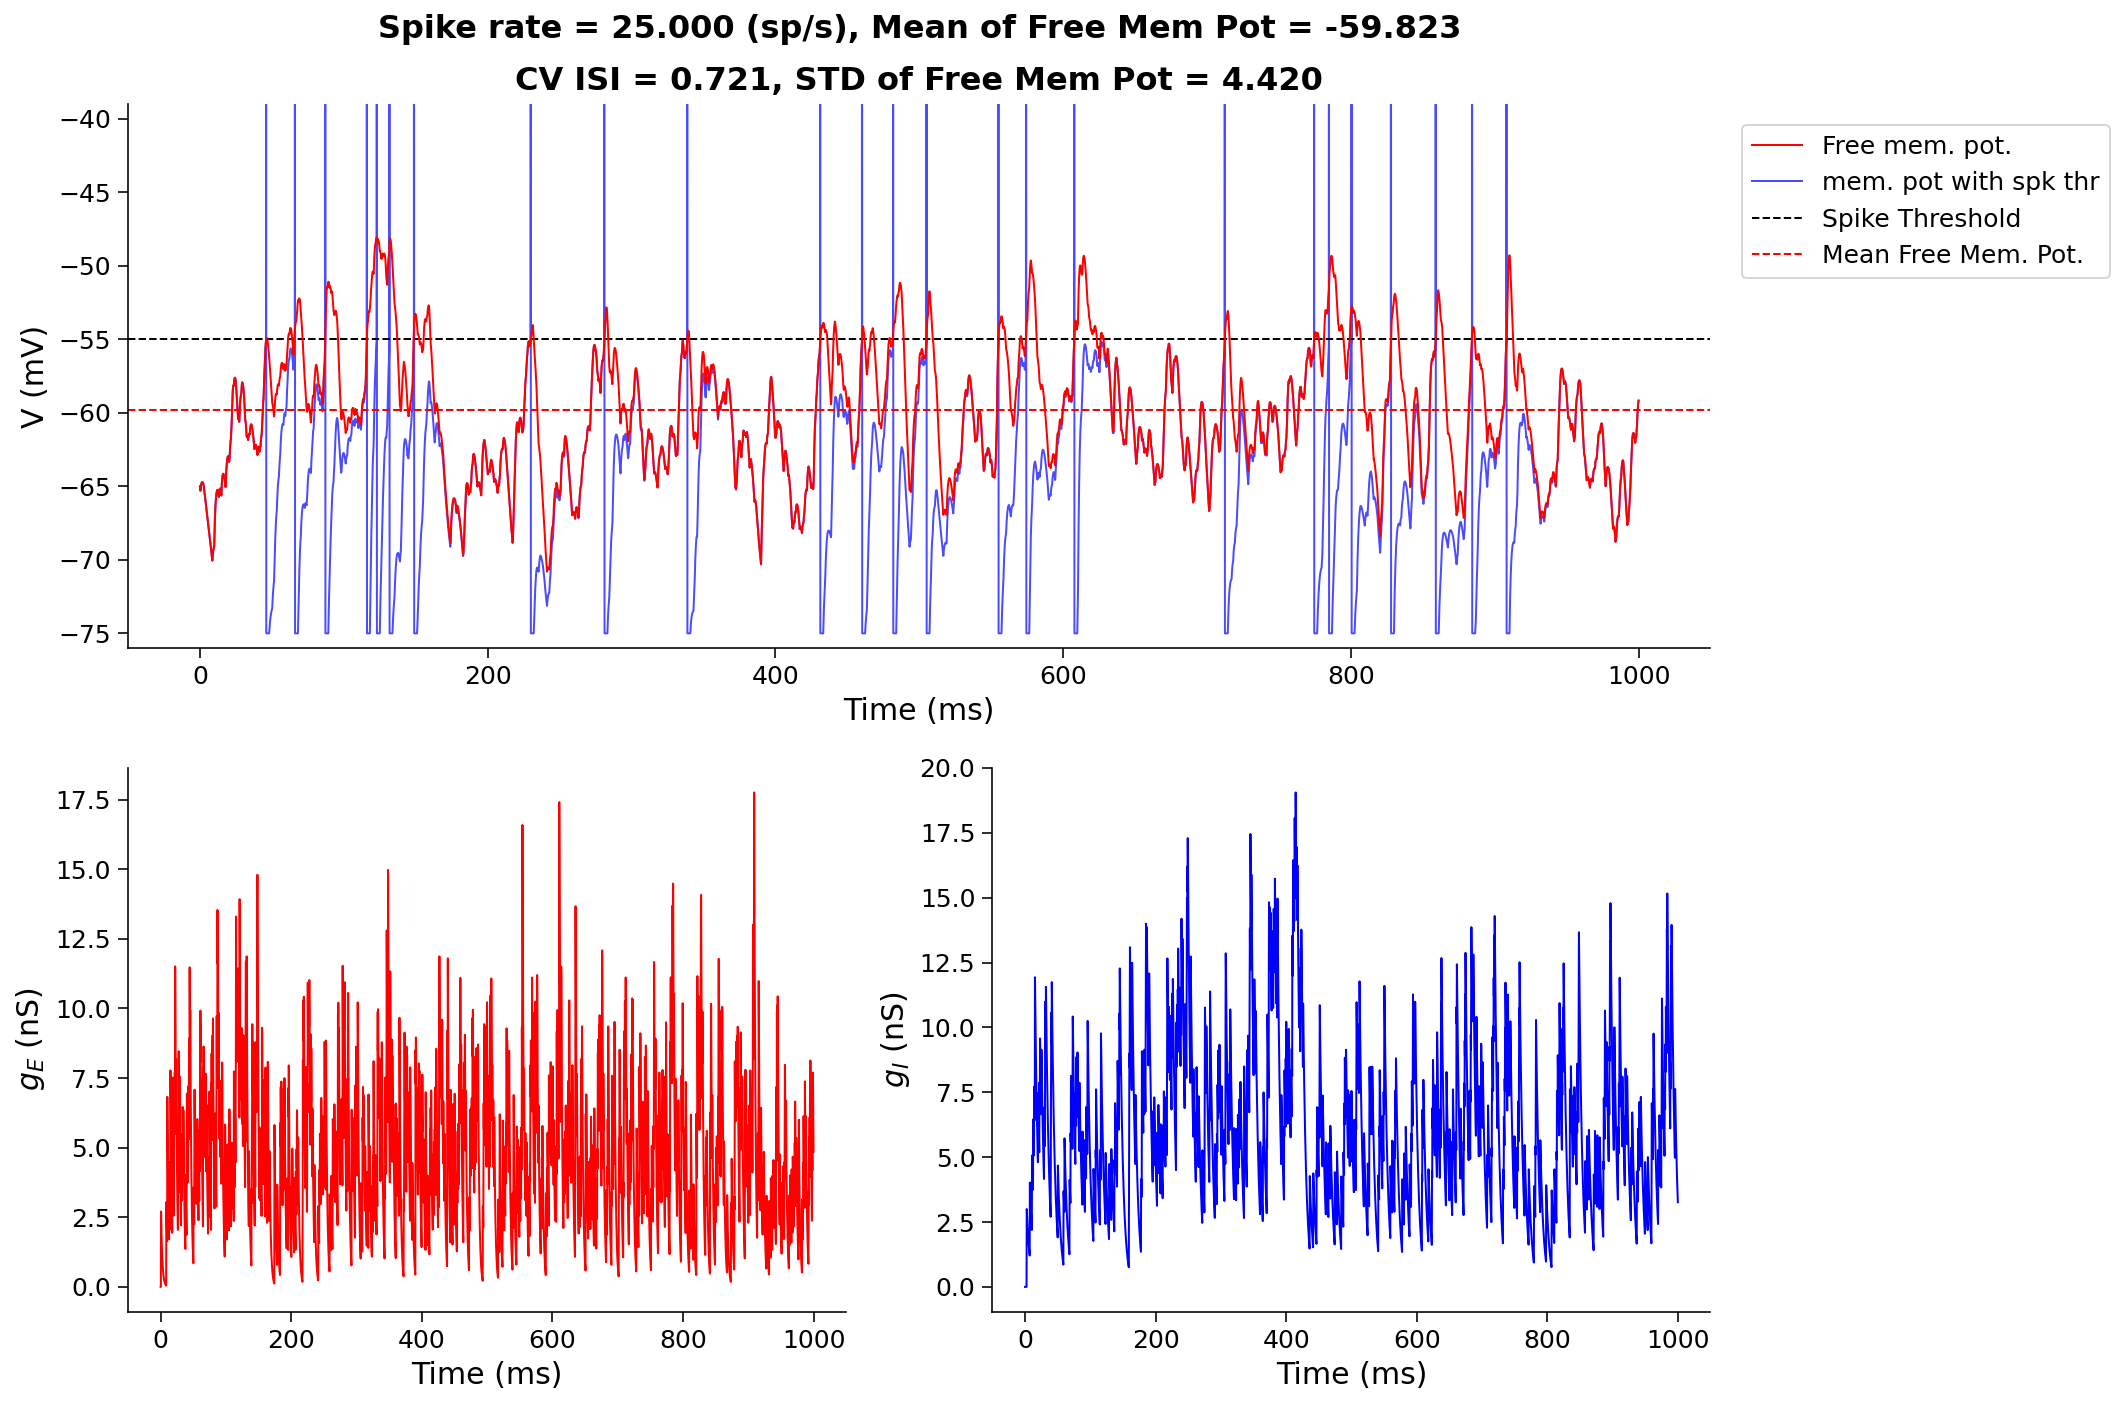 Spike rate = 25.000 (sp/s), Mean of Free Mem Pot = -59.823
CV ISI = 0.721, STD of Free Mem Pot = 4.420
−40
−45
−50
−55
−60
−65
−70
−75
V (mV)
0 200 400 600 800 1000
Time (ms)
Free mem. pot.
mem. pot with spk thr
Spike Threshold
Mean Free Mem. Pot.
17.5
15.0
12.5
10.0
7.5
5.0
2.5
0.0
g_E (nS)
0 200 400 600 800 1000
Time (ms)
20.0
17.5
15.0
12.5
10.0
7.5
5.0
2.5
0.0
g_I (nS)
0 200 400 600 800 1000
Time (ms)